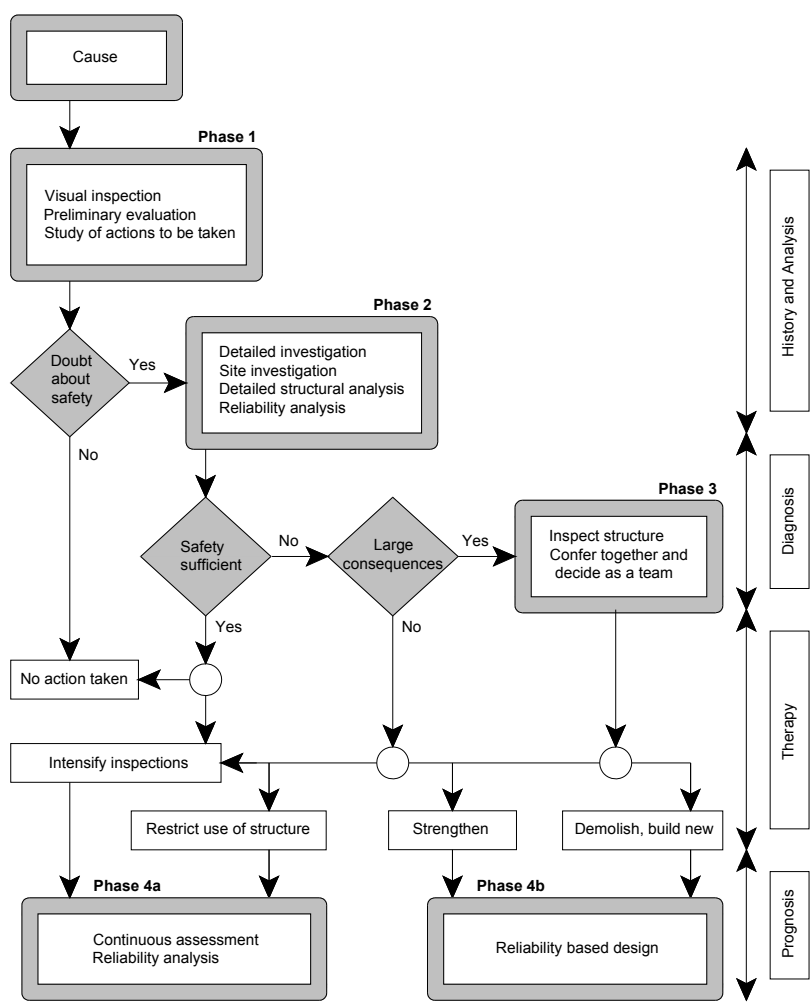 Cause
Phase 1
Visual inspection
Preliminary evaluation
Study of actions to be taken
History and Analysis
Phase 2
Doubt
about
safety
Yes
No
Detailed investigation
Site investigation
Detailed structural analysis
Reliability analysis
Diagnosis
Phase 3
Safety
sufficient
No
Yes
Large
consequences
Yes
No
Inspect structure
Confer together and
decide as a team
Therapy
No action taken
Intensify inspections
Restrict use of structure
Strengthen
Demolish, build new
Prognosis
Phase 4a
Continuous assessment
Reliability analysis
Phase 4b
Reliability based design